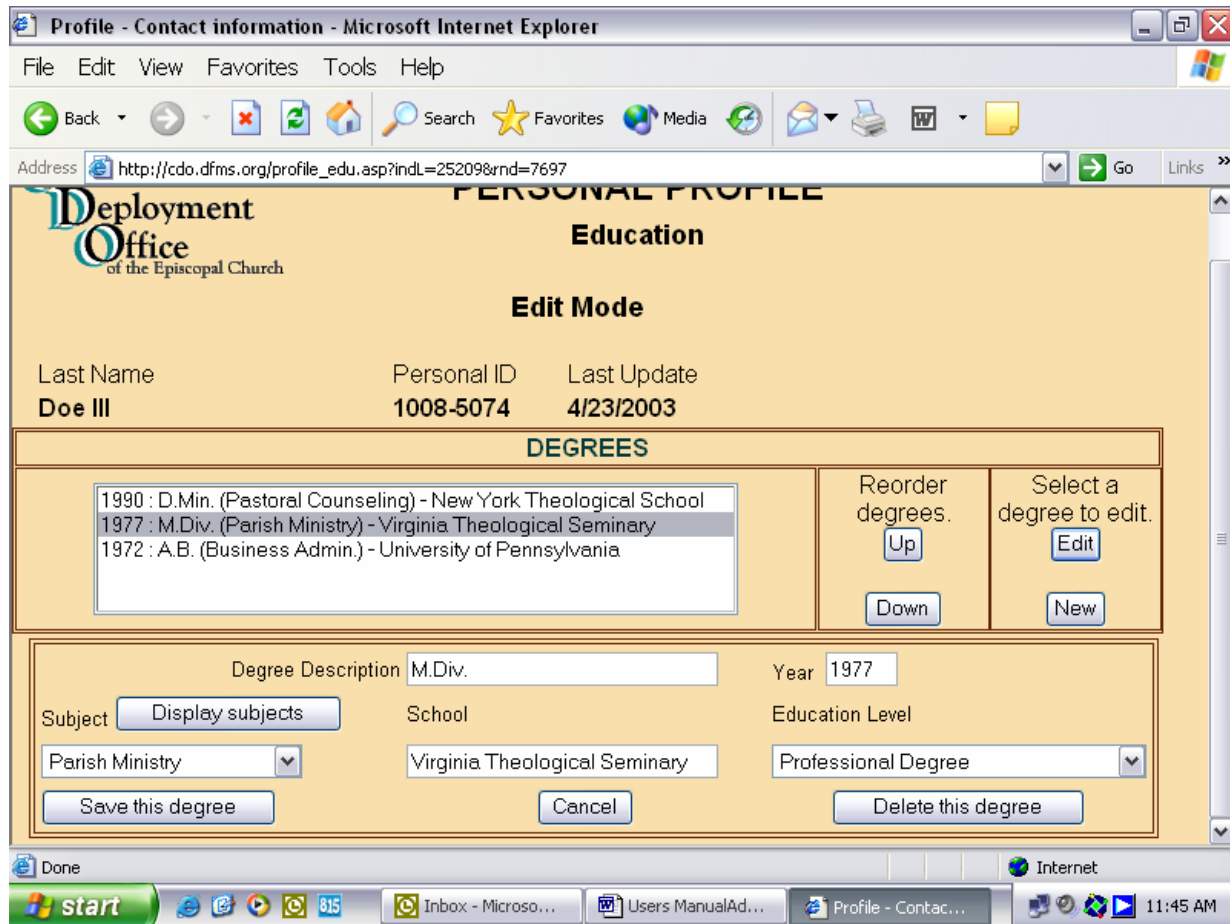 Profile - Contact information - Microsoft Internet Explorer
File Edit View Favorites Tools Help
Back Search Favorites Media
Address http://cdo.dfms.org/profile_edu.asp?indL=25209&rnd=7697 Go Links »
PERSONAL PROFILE
Deployment
Office
of the Episcopal Church
Education
Edit Mode
Last Name Personal ID Last Update
Doe III 1008-5074 4/23/2003
DEGREES
1990 : D.Min. (Pastoral Counseling) - New York Theological School
1977 : M.Div. (Parish Ministry) - Virginia Theological Seminary
1972 : A.B. (Business Admin.) - University of Pennsylvania
Reorder
degrees.
Up
Down
Select a
degree to edit.
Edit
New
Degree Description M.Div. Year 1977
Subject Display subjects School Education Level
Parish Ministry Virginia Theological Seminary Professional Degree
Save this degree Cancel Delete this degree
Done Internet
start 815 Inbox - Microso... Users ManualAd... Profile - Contac... 11:45 AM